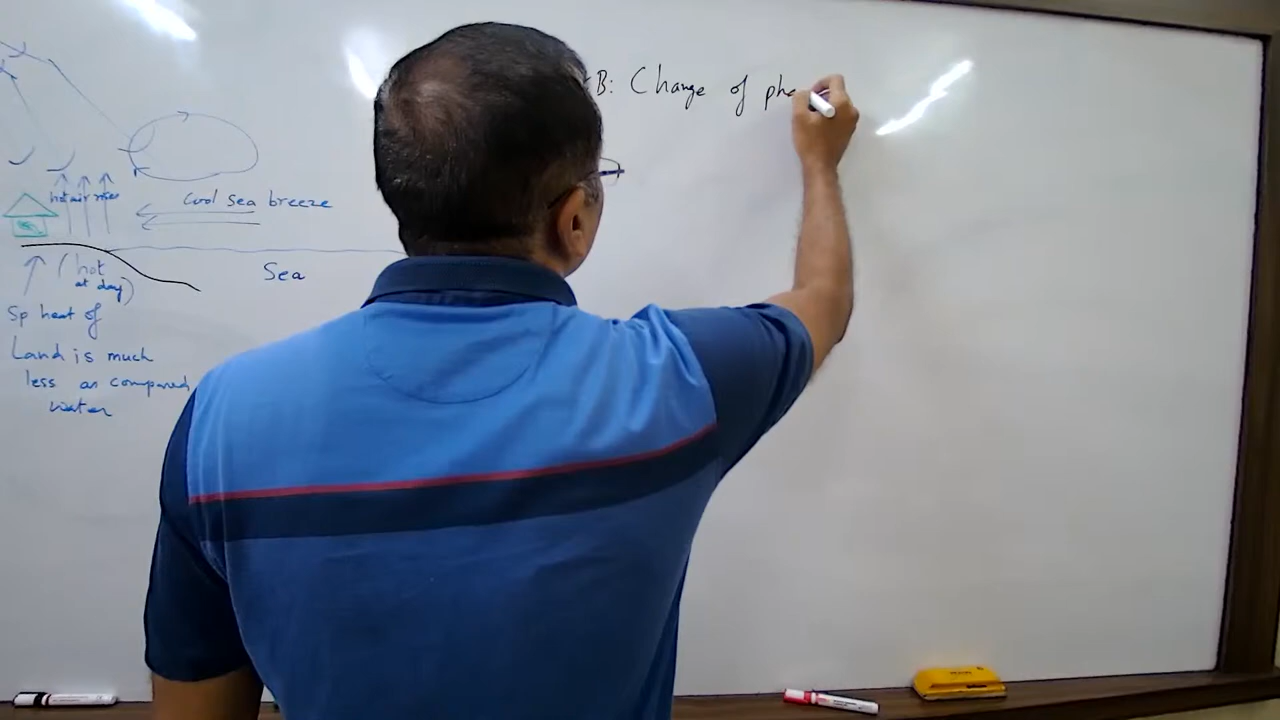 B: Change of pha
hot air rises
Cool sea breeze
(hot
at day)
Sea
Sp heat of
Land is much
less as compared
water